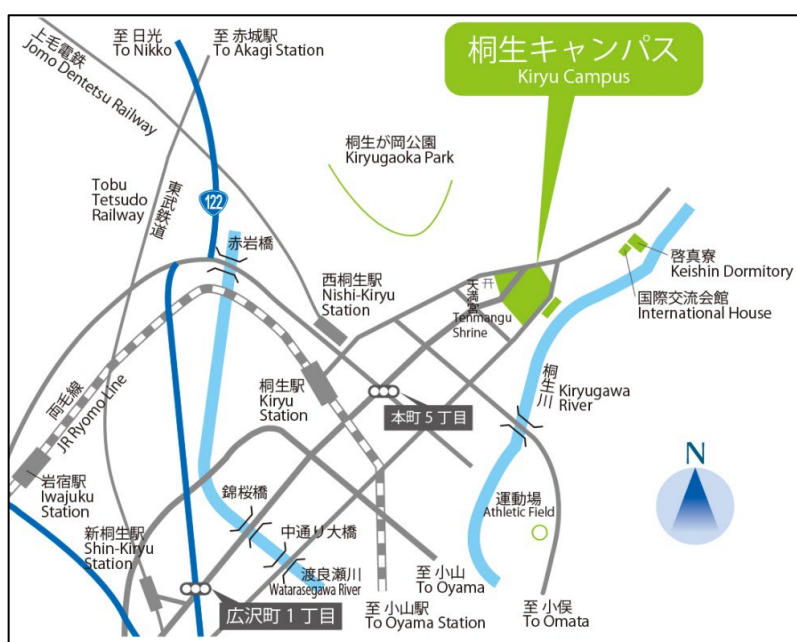 至 日光
To Nikko
至 赤城駅
To Akagi Station
桐生キャンパス
Kiryu Campus
上毛電鉄
Jomo Dentetsu Railway
桐生が岡公園
Kiryugaoka Park
Tobu
Tetsudo
Railway
東武鉄道
122
赤岩橋
西桐生駅
Nishi-Kiryu
Station
天満宮
Tenmangu
Shrine
啓真寮
Keishin Dormitory
国際交流会館
International House
両毛線
JR Ryomo Line
桐生駅
Kiryu
Station
本町5丁目
桐生川
Kiryugawa
River
N
岩宿駅
Iwajuku
Station
新桐生駅
Shin-Kiryu
Station
錦桜橋
中通り大橋
渡良瀬川
Watarasegawa River
運動場
Athletic Field
広沢町1丁目
至 小山駅
To Oyama Station
至 小山
To Oyama
至 小俣
To Omata